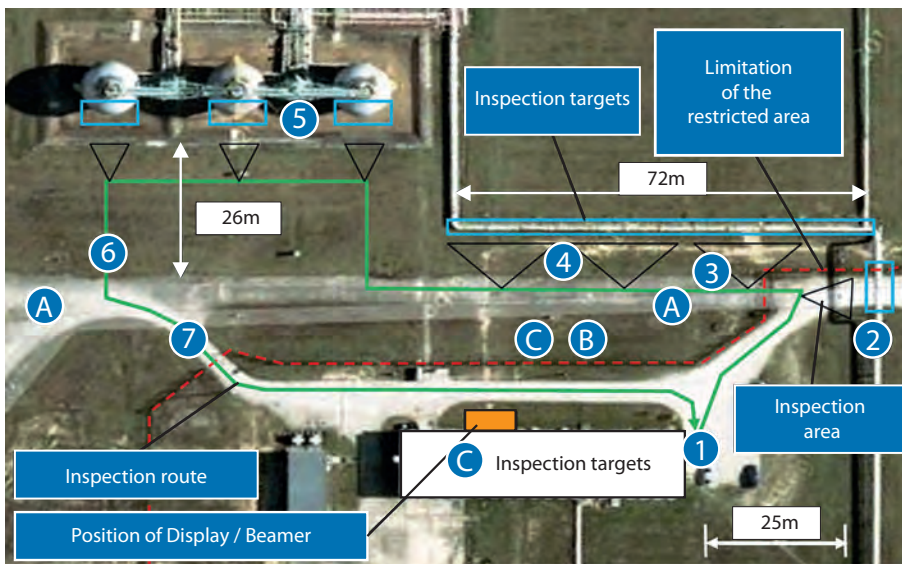 Limitation
of the
restricted area
Inspection targets
5
72m
26m
6
4
3
A
A
7
C
B
2
Inspection
area
1
C
Inspection targets
Inspection route
25m
Position of Display / Beamer